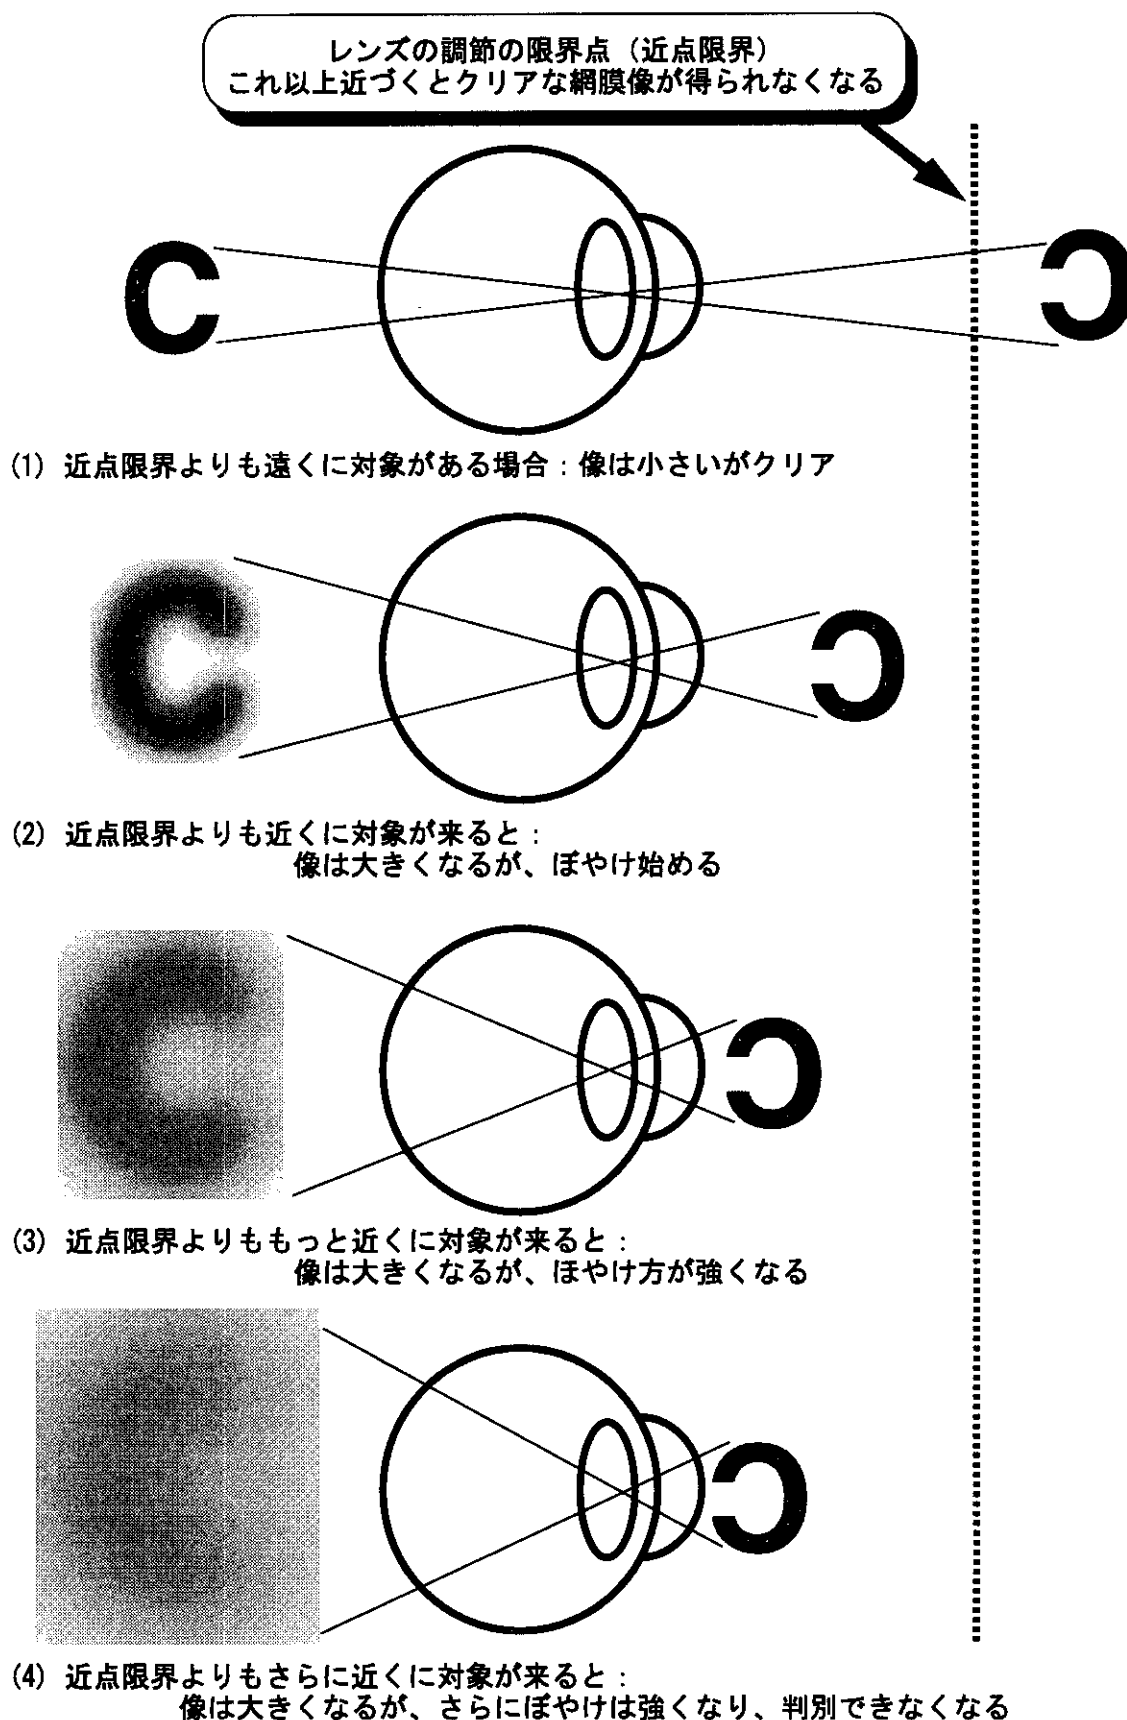 レンズの調節の限界点（近点限界）
これ以上近づくとクリアな網膜像が得られなくなる
C
(1) 近点限界よりも遠くに対象がある場合：像は小さいがクリア
C
(2) 近点限界よりも近くに対象が来ると：
像は大きくなるが、ぼやけ始める
C
(3) 近点限界よりももっと近くに対象が来ると：
像は大きくなるが、ぼやけ方が強くなる
(4) 近点限界よりもさらに近くに対象が来ると：
像は大きくなるが、さらにぼやけは強くなり、判別できなくなる